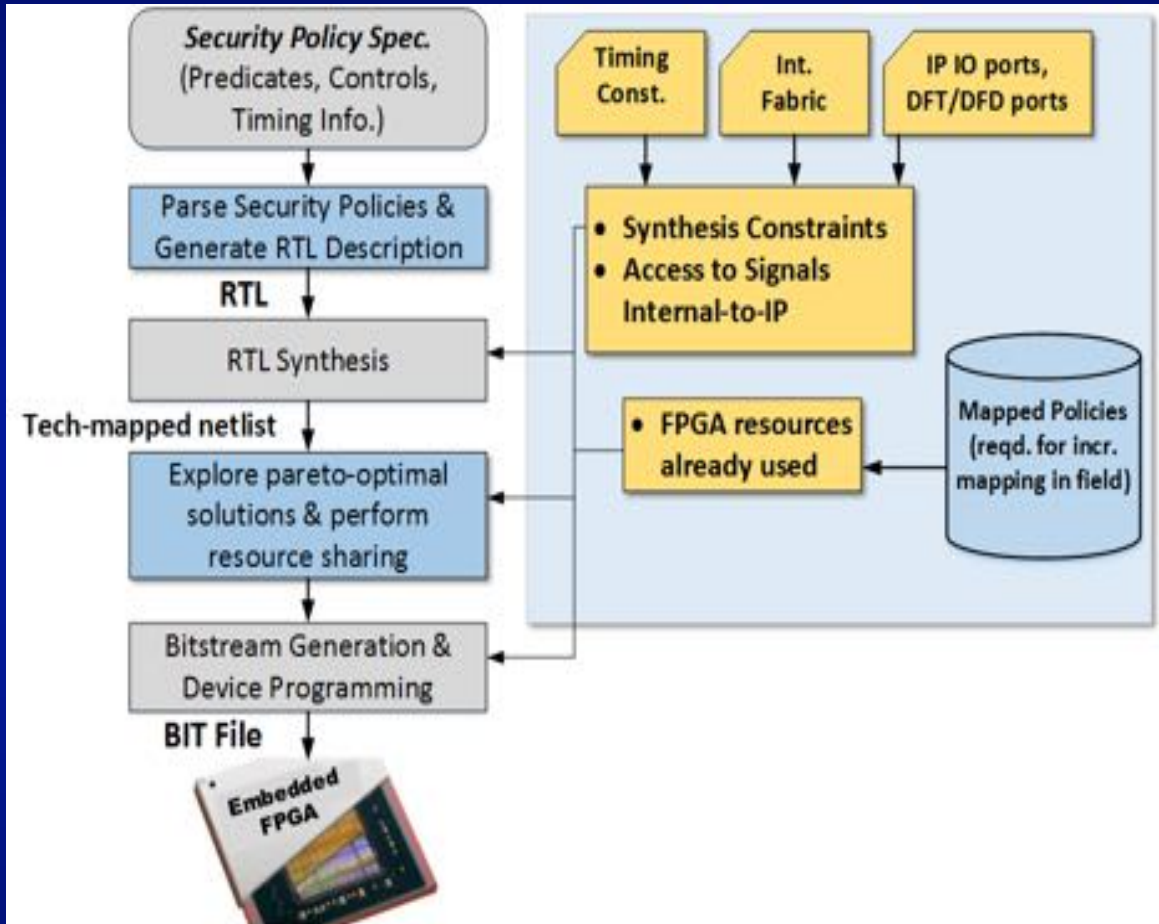 Security Policy Spec.
(Predicates, Controls,
Timing Info.)
Parse Security Policies &
Generate RTL Description
RTL
RTL Synthesis
Tech-mapped netlist
Explore pareto-optimal
solutions & perform
resource sharing
Bitstream Generation &
Device Programming
BIT File
Embedded
FPGA
Timing
Const.
Int.
Fabric
IP IO ports,
DFT/DFD ports
• Synthesis Constraints
• Access to Signals
Internal-to-IP
• FPGA resources
already used
Mapped Policies
(reqd. for incr.
mapping in field)